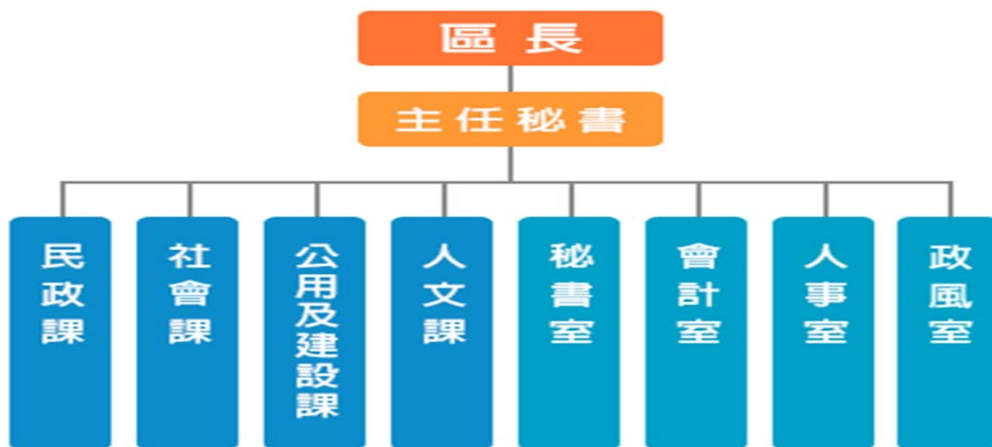 區長
主任秘書
民政課
社會課
公用及建設課
人文課
秘書室
會計室
人事室
政風室